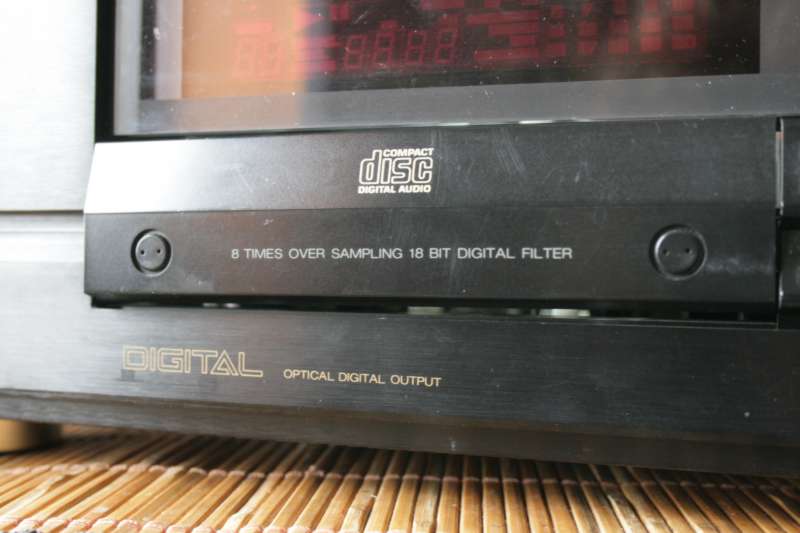 COMPACT
disc
DIGITAL AUDIO
8 TIMES OVER SAMPLING 18 BIT DIGITAL FILTER
DIGITAL
OPTICAL DIGITAL OUTPUT